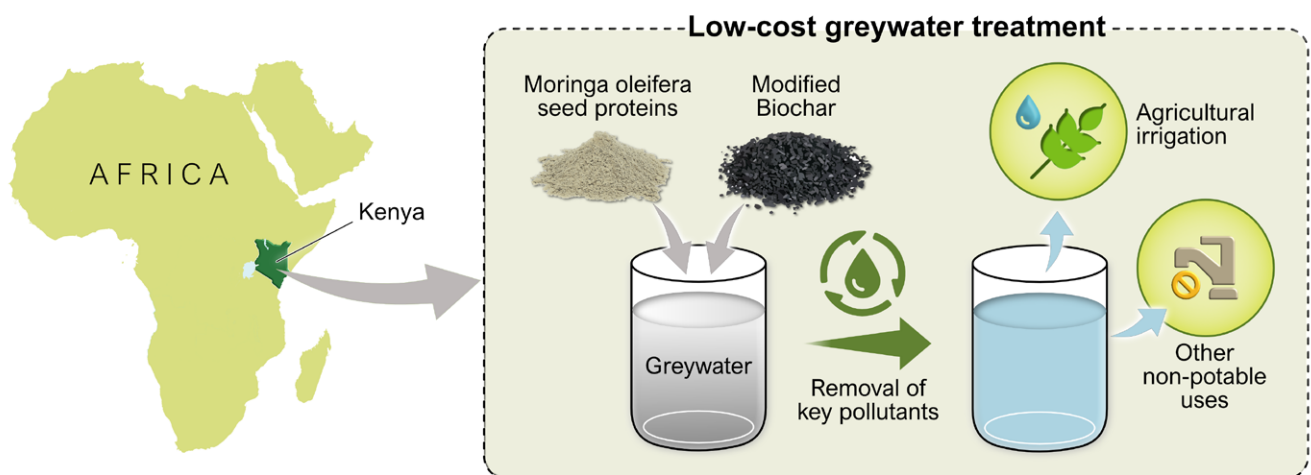 Low-cost greywater treatment
AFRICA
Kenya
Moringa oleifera
seed proteins
Modified
Biochar
Greywater
Removal of
key pollutants
Agricultural
irrigation
Other
non-potable
uses